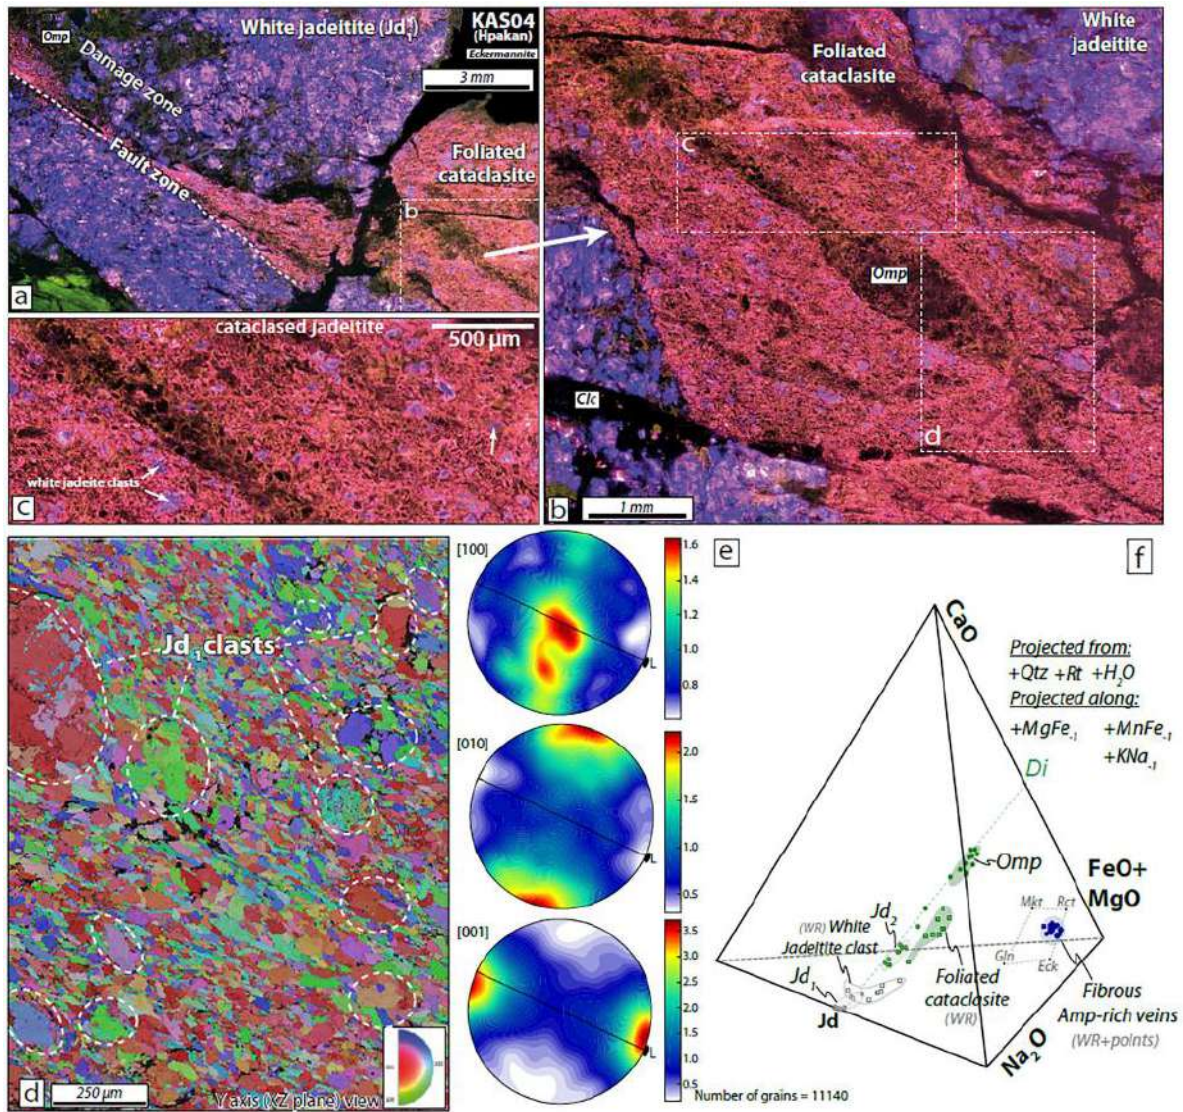 White jadeitite (Jd1)
KAS04
(Hpakan)
Eckermannite
3 mm
Omp
Damage zone
Fault zone
Foliated
cataclasite
b
a
White
jadeitite
Foliated
cataclasite
c
Omp
d
Clc
b
1 mm
cataclased jadeitite
500 µm
white jadeite clasts
c
Jd1clasts
d
250 µm
Y axis (XZ plane) view
[100]
L
1.6
1.4
1.2
1.0
0.8
[010]
L
2.0
1.5
1.0
0.5
[001]
L
3.5
3.0
2.5
2.0
1.5
1.0
0.5
Number of grains = 11140
e
f
CaO
Projected from:
+Qtz +Rt +H2O
Projected along:
+MgFe-1 +MnFe-1
+KNa-1
Di
Omp
FeO+
MgO
Mkt Rct
Gln
Eck
Jd2
(WR) White
Jadeitite clast
Jd1
Jd
Foliated
cataclasite
(WR)
Fibrous
Amp-rich veins
(WR+points)
Na2O